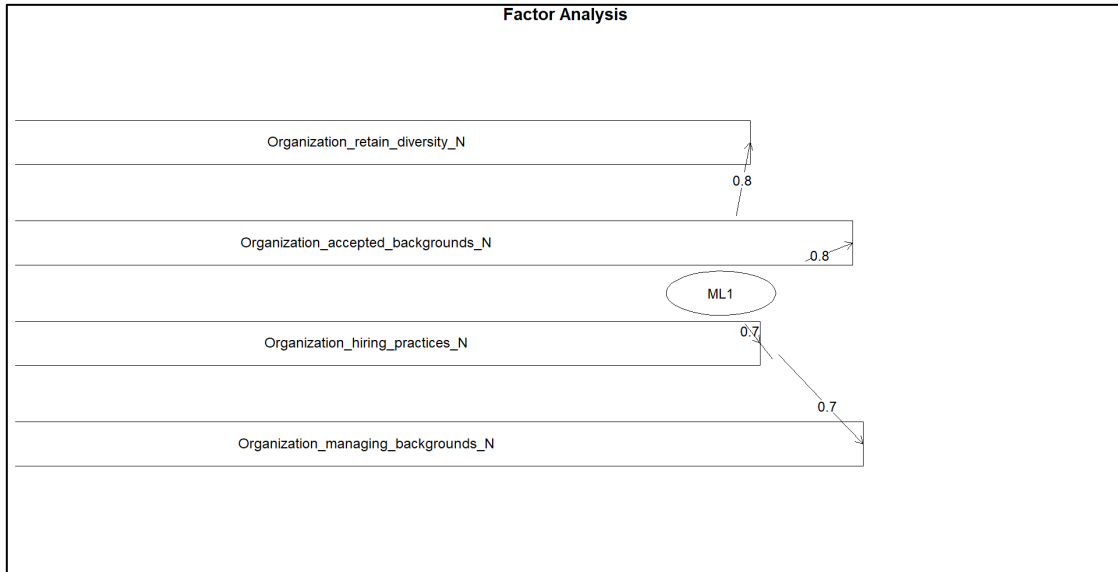 Factor Analysis
Organization_retain_diversity_N
0.8
Organization_accepted_backgrounds_N
0.8
ML1
0.7
Organization_hiring_practices_N
0.7
Organization_managing_backgrounds_N